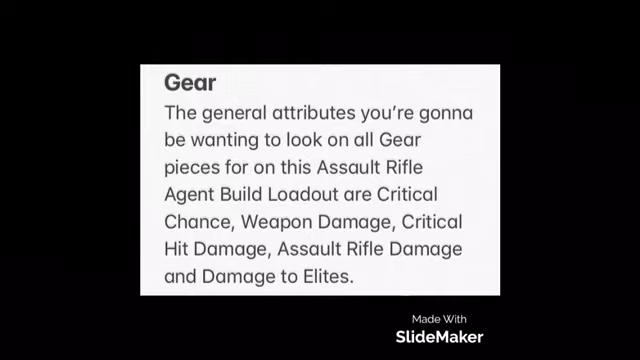 Gear
The general attributes you're gonna
be wanting to look on all Gear
pieces for on this Assault Rifle
Agent Build Loadout are Critical
Chance, Weapon Damage, Critical
Hit Damage, Assault Rifle Damage
and Damage to Elites.
Made With
SlideMaker